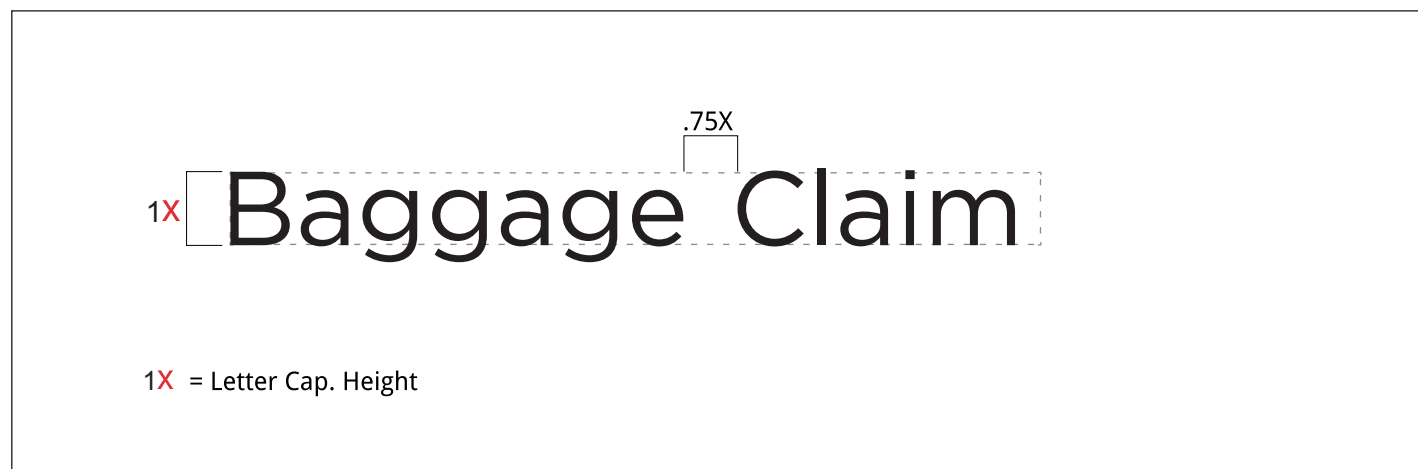 .75X
Baggage Claim
1X
1X = Letter Cap. Height